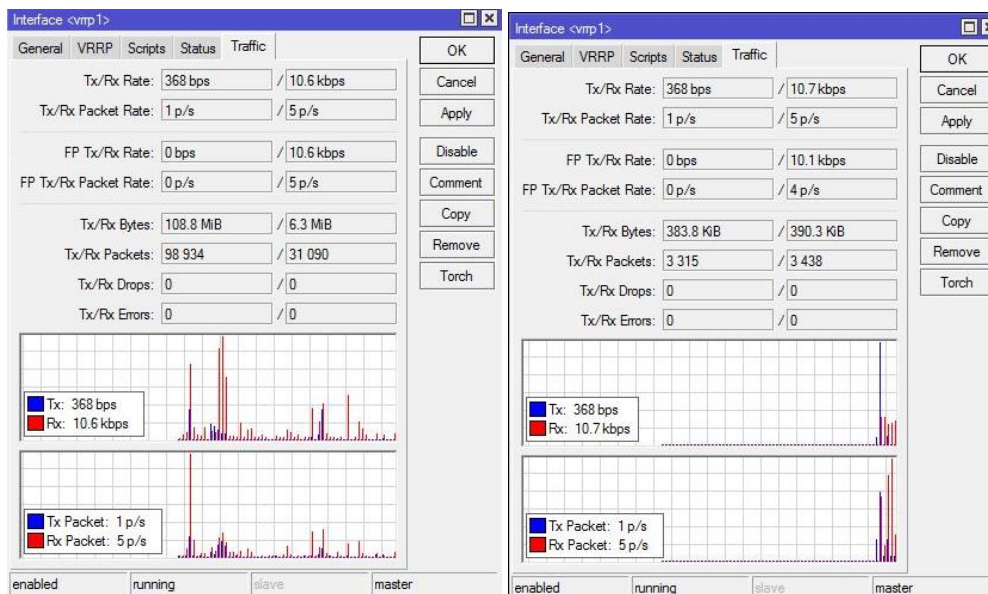 Interface <vrrp1>
General VRRP Scripts Status Traffic
OK
Tx/Rx Rate: 368 bps / 10.6 kbps
Cancel
Tx/Rx Packet Rate: 1 p/s / 5 p/s
Apply
FP Tx/Rx Rate: 0 bps / 10.6 kbps
Disable
FP Tx/Rx Packet Rate: 0 p/s / 5 p/s
Comment
Tx/Rx Bytes: 108.8 MiB / 6.3 MiB
Copy
Tx/Rx Packets: 98 934 / 31 090
Remove
Tx/Rx Drops: 0 / 0
Torch
Tx/Rx Errors: 0 / 0
Tx: 368 bps
Rx: 10.6 kbps
Tx Packet: 1 p/s
Rx Packet: 5 p/s
enabled running slave master
Interface <vrrp1>
General VRRP Scripts Status Traffic
OK
Tx/Rx Rate: 368 bps / 10.7 kbps
Cancel
Tx/Rx Packet Rate: 1 p/s / 5 p/s
Apply
FP Tx/Rx Rate: 0 bps / 10.1 kbps
Disable
FP Tx/Rx Packet Rate: 0 p/s / 4 p/s
Comment
Tx/Rx Bytes: 383.8 KiB / 390.3 KiB
Copy
Tx/Rx Packets: 3 315 / 3 438
Remove
Tx/Rx Drops: 0 / 0
Torch
Tx/Rx Errors: 0 / 0
Tx: 368 bps
Rx: 10.7 kbps
Tx Packet: 1 p/s
Rx Packet: 5 p/s
enabled running slave master